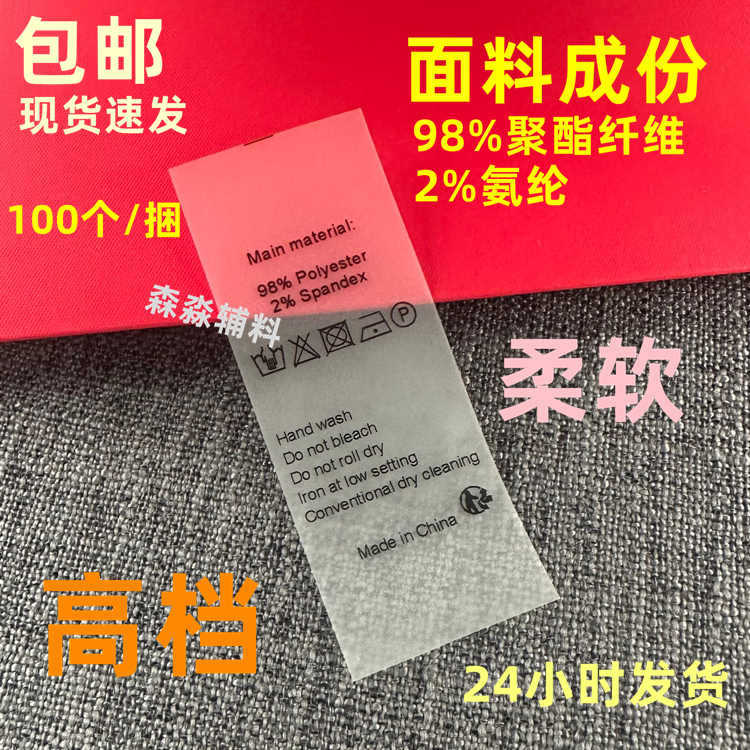 包邮
现货速发
100个/捆
面料成份
98%聚酯纤维
2%氨纶
森淼辅料
Main material:
98% Polyester
2% Spandex
P
柔软
Hand wash
Do not bleach
Do not roll dry
Iron at low setting
Conventional dry cleaning
Made in China
高档
24小时发货